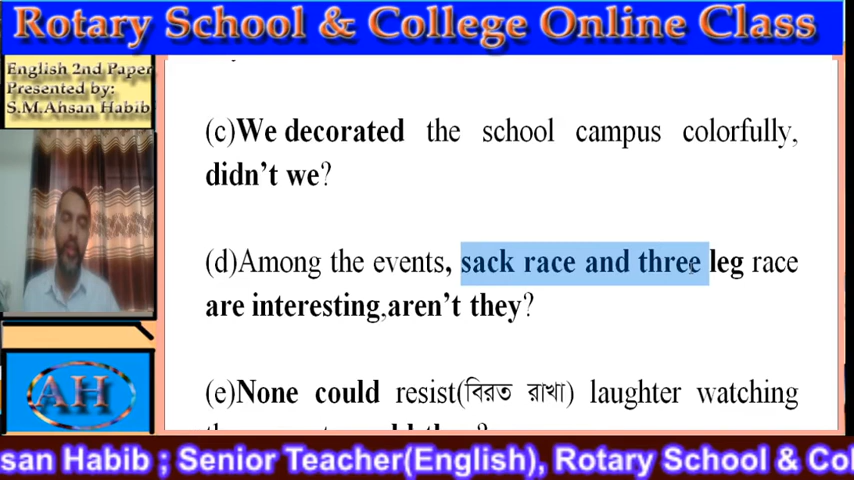 Rotary School & College Online Class
English 2nd Paper
Presented by:
S.M.Ahsan Habib
(c)We decorated the school campus colorfully,
didn't we?
(d)Among the events, sack race and three leg race
are interesting,aren't they?
(e)None could resist(বিরত রাখা) laughter watching
AH
san Habib ; Senior Teacher(English), Rotary School & Col